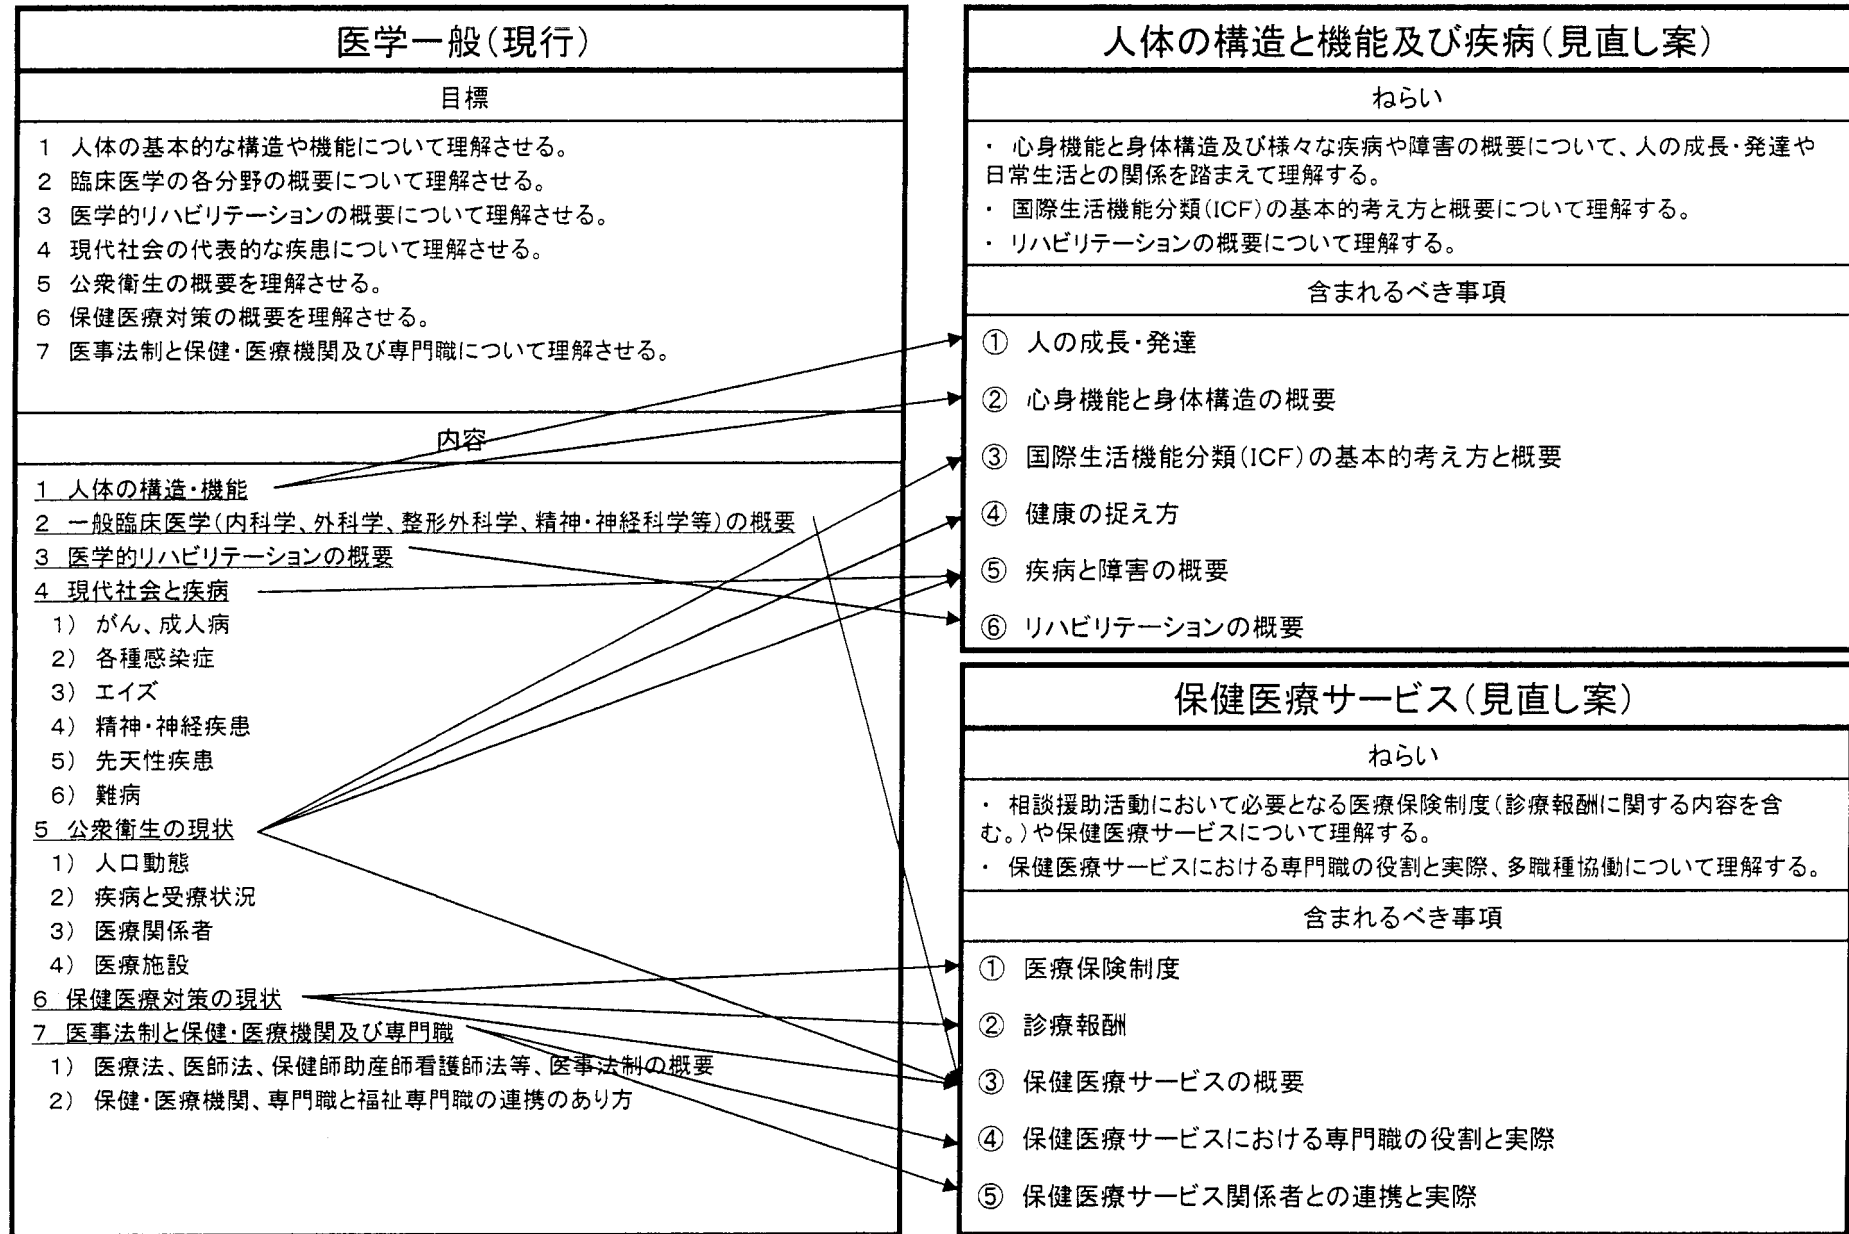 医学一般(現行)
目標
1 人体の基本的な構造や機能について理解させる。
2 臨床医学の各分野の概要について理解させる。
3 医学的リハビリテーションの概要について理解させる。
4 現代社会の代表的な疾患について理解させる。
5 公衆衛生の概要を理解させる。
6 保健医療対策の概要を理解させる。
7 医事法制と保健・医療機関及び専門職について理解させる。
内容
1 人体の構造・機能
2 一般臨床医学(内科学、外科学、整形外科学、精神・神経科学等)の概要
3 医学的リハビリテーションの概要
4 現代社会と疾病
1) がん、成人病
2) 各種感染症
3) エイズ
4) 精神・神経疾患
5) 先天性疾患
6) 難病
5 公衆衛生の現状
1) 人口動態
2) 疾病と受療状況
3) 医療関係者
4) 医療施設
6 保健医療対策の現状
7 医事法制と保健・医療機関及び専門職
1) 医療法、医師法、保健師助産師看護師法等、医事法制の概要
2) 保健・医療機関、専門職と福祉専門職の連携のあり方
人体の構造と機能及び疾病(見直し案)
ねらい
・ 心身機能と身体構造及び様々な疾病や障害の概要について、人の成長・発達や
日常生活との関係を踏まえて理解する。
・ 国際生活機能分類(ICF)の基本的考え方と概要について理解する。
・ リハビリテーションの概要について理解する。
含まれるべき事項
① 人の成長・発達
② 心身機能と身体構造の概要
③ 国際生活機能分類(ICF)の基本的考え方と概要
④ 健康の捉え方
⑤ 疾病と障害の概要
⑥ リハビリテーションの概要
保健医療サービス(見直し案)
ねらい
・ 相談援助活動において必要となる医療保険制度(診療報酬に関する内容を含
む。)や保健医療サービスについて理解する。
・ 保健医療サービスにおける専門職の役割と実際、多職種協働について理解する。
含まれるべき事項
① 医療保険制度
② 診療報酬
③ 保健医療サービスの概要
④ 保健医療サービスにおける専門職の役割と実際
⑤ 保健医療サービス関係者との連携と実際